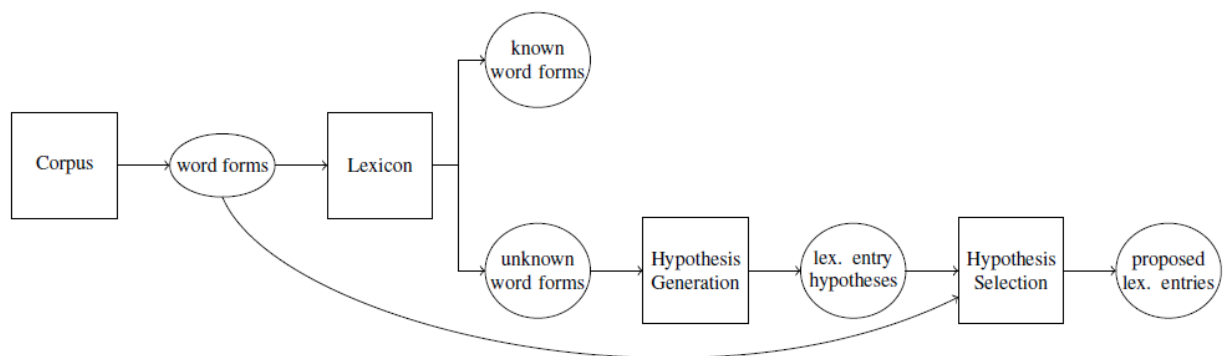 known
word forms
Corpus
word forms
Lexicon
unknown
word forms
Hypothesis
Generation
lex. entry
hypotheses
Hypothesis
Selection
proposed
lex. entries